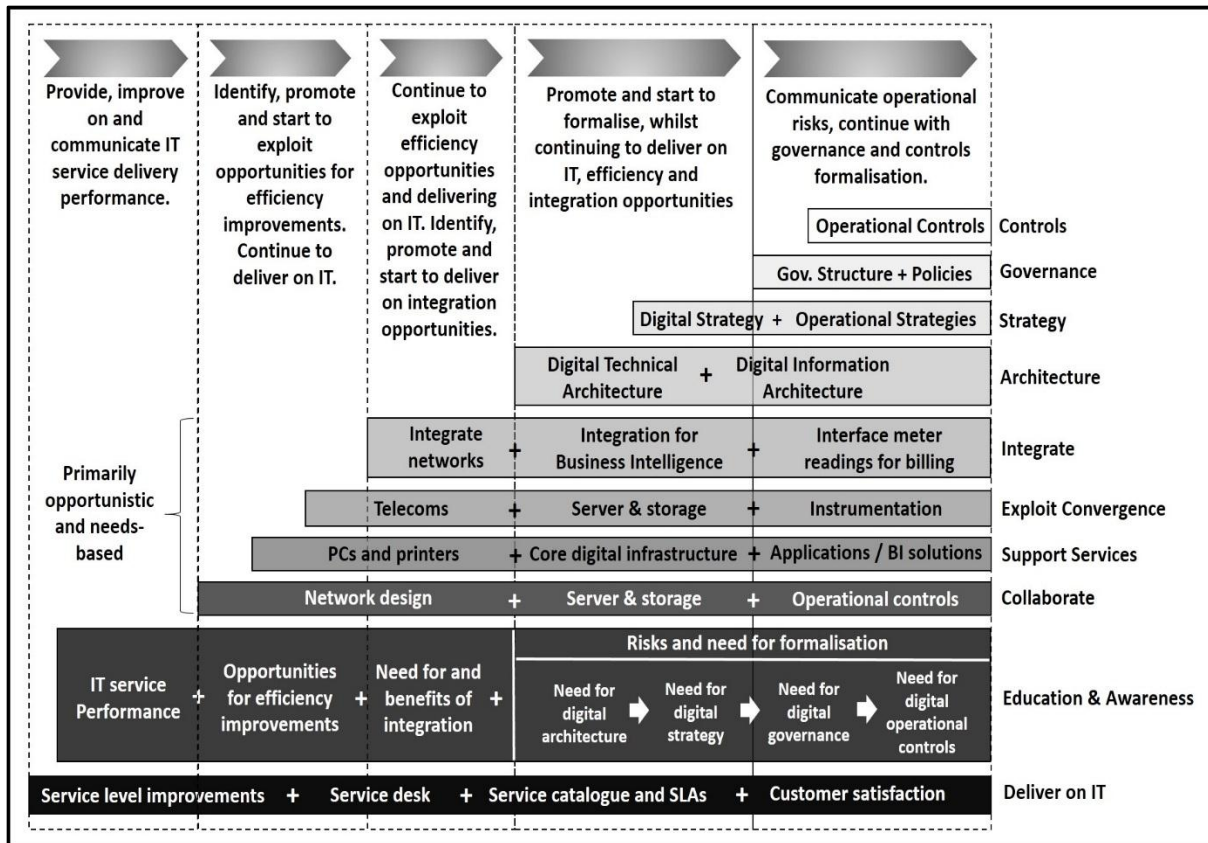 Provide, improve
on and
communicate IT
service delivery
performance.
Identify, promote
and start to
exploit
opportunities for
efficiency
improvements.
Continue to
deliver on IT.
Continue to
exploit
efficiency
opportunities
and delivering
on IT. Identify,
promote and
start to deliver
on integration
opportunities.
Promote and start to
formalise, whilst
continuing to deliver on
IT, efficiency and
integration opportunities
Communicate operational
risks, continue with
governance and controls
formalisation.
Operational Controls
Controls
Gov. Structure + Policies
Governance
Digital Strategy + Operational Strategies
Strategy
Digital Technical
Architecture
+
Digital Information
Architecture
Architecture
Primarily
opportunistic
and needs-
based
Integrate
networks
+
Integration for
Business Intelligence
+
Interface meter
readings for billing
Integrate
Telecoms + Server & storage + Instrumentation
Exploit Convergence
PCs and printers + Core digital infrastructure + Applications / BI solutions
Support Services
Network design + Server & storage + Operational controls
Collaborate
IT service
Performance
+
Opportunities
for efficiency
improvements
+
Need for and
benefits of
integration
+
Risks and need for formalisation
Need for
digital
architecture
Need for
digital
strategy
Need for
digital
governance
Need for
digital
operational
controls
Education & Awareness
Service level improvements + Service desk + Service catalogue and SLAs + Customer satisfaction
Deliver on IT